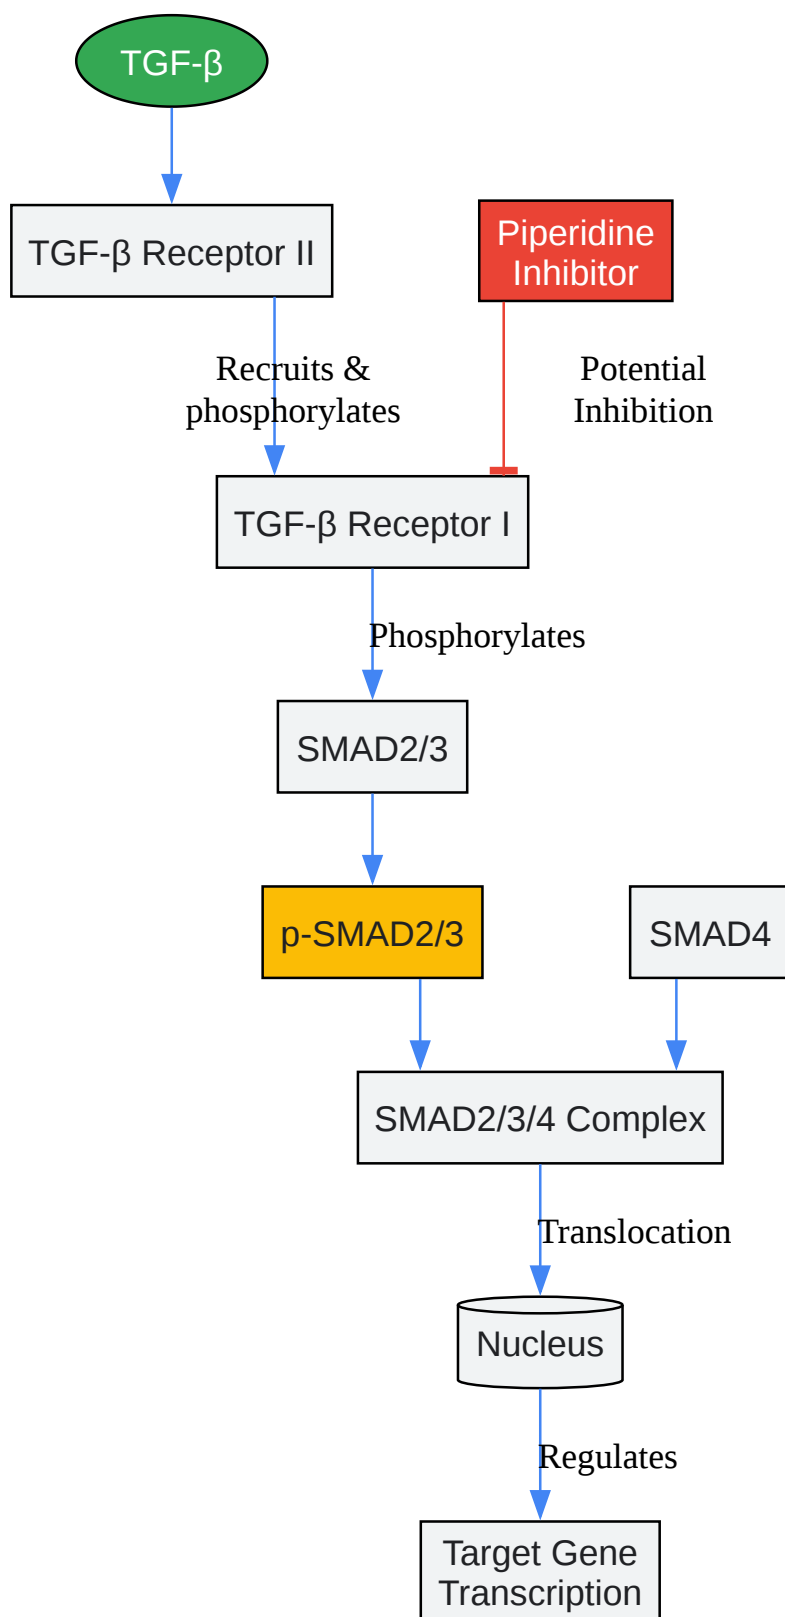 TGF-β
TGF-β Receptor II
Piperidine
Inhibitor
Recruits &
phosphorylates
Potential
Inhibition
TGF-β Receptor I
Phosphorylates
SMAD2/3
p-SMAD2/3
SMAD4
SMAD2/3/4 Complex
Translocation
Nucleus
Regulates
Target Gene
Transcription